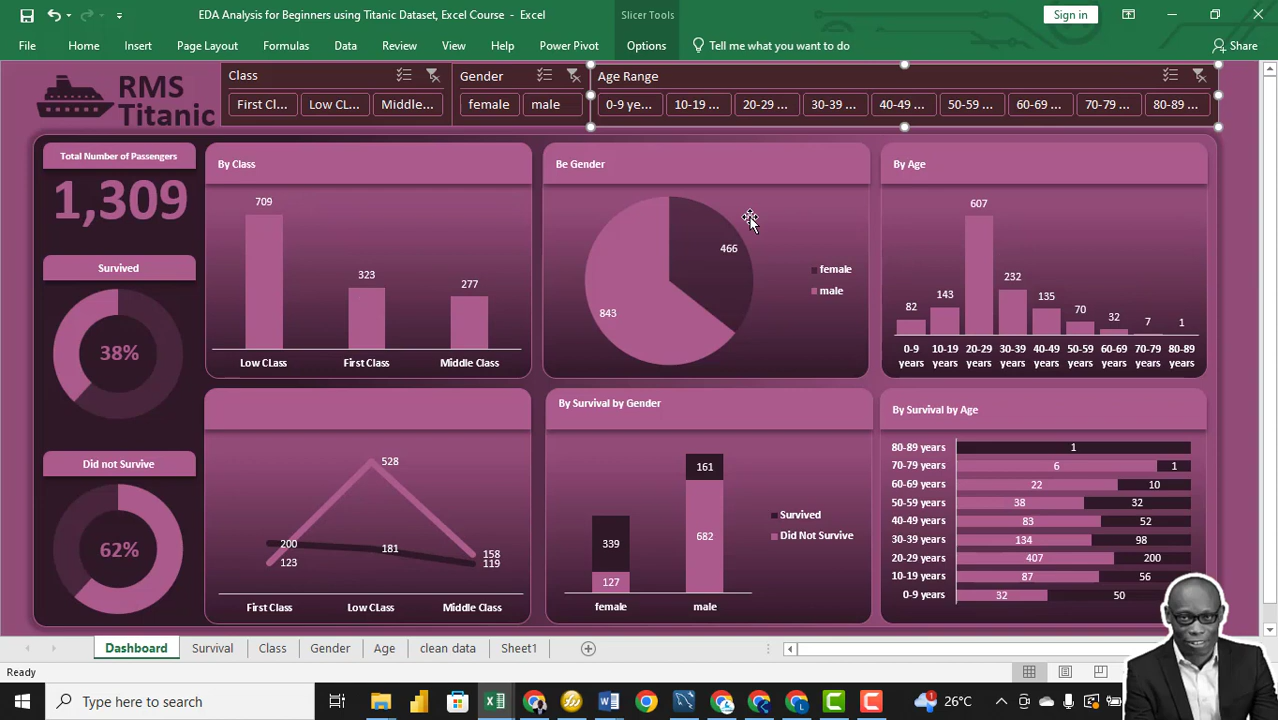 EDA Analysis for Beginners using Titanic Dataset, Excel Course - Excel
Slicer Tools
Sign in
File Home Insert Page Layout Formulas Data Review View Help Power Pivot Options Tell me what you want to do Share
RMS
Titanic
Class
First Cl... Low CL... Middle...
Gender
female male
Age Range
0-9 ye... 10-19 ... 20-29 ... 30-39 ... 40-49 ... 50-59 ... 60-69 ... 70-79 ... 80-89 ...
Total Number of Passengers
1,309
Survived
38%
Did not Survive
62%
By Class
709
323
277
Low Class First Class Middle Class
Be Gender
466
843
female
male
By Age
82 143 607 232 135 70 32 7 1
0-9 10-19 20-29 30-39 40-49 50-59 60-69 70-79 80-89
years years years years years years years years years
528
200 181 158
123 119
First Class Low CLass Middle Class
By Survival by Gender
161
339
682
127
female male
Survived
Did Not Survive
By Survival by Age
80-89 years 1
70-79 years 6 1
60-69 years 22 10
50-59 years 38 32
40-49 years 83 52
30-39 years 134 98
20-29 years 407 200
10-19 years 87 56
0-9 years 32 50
Dashboard Survival Class Gender Age clean data Sheet1
Ready
Type here to search
1
26°C